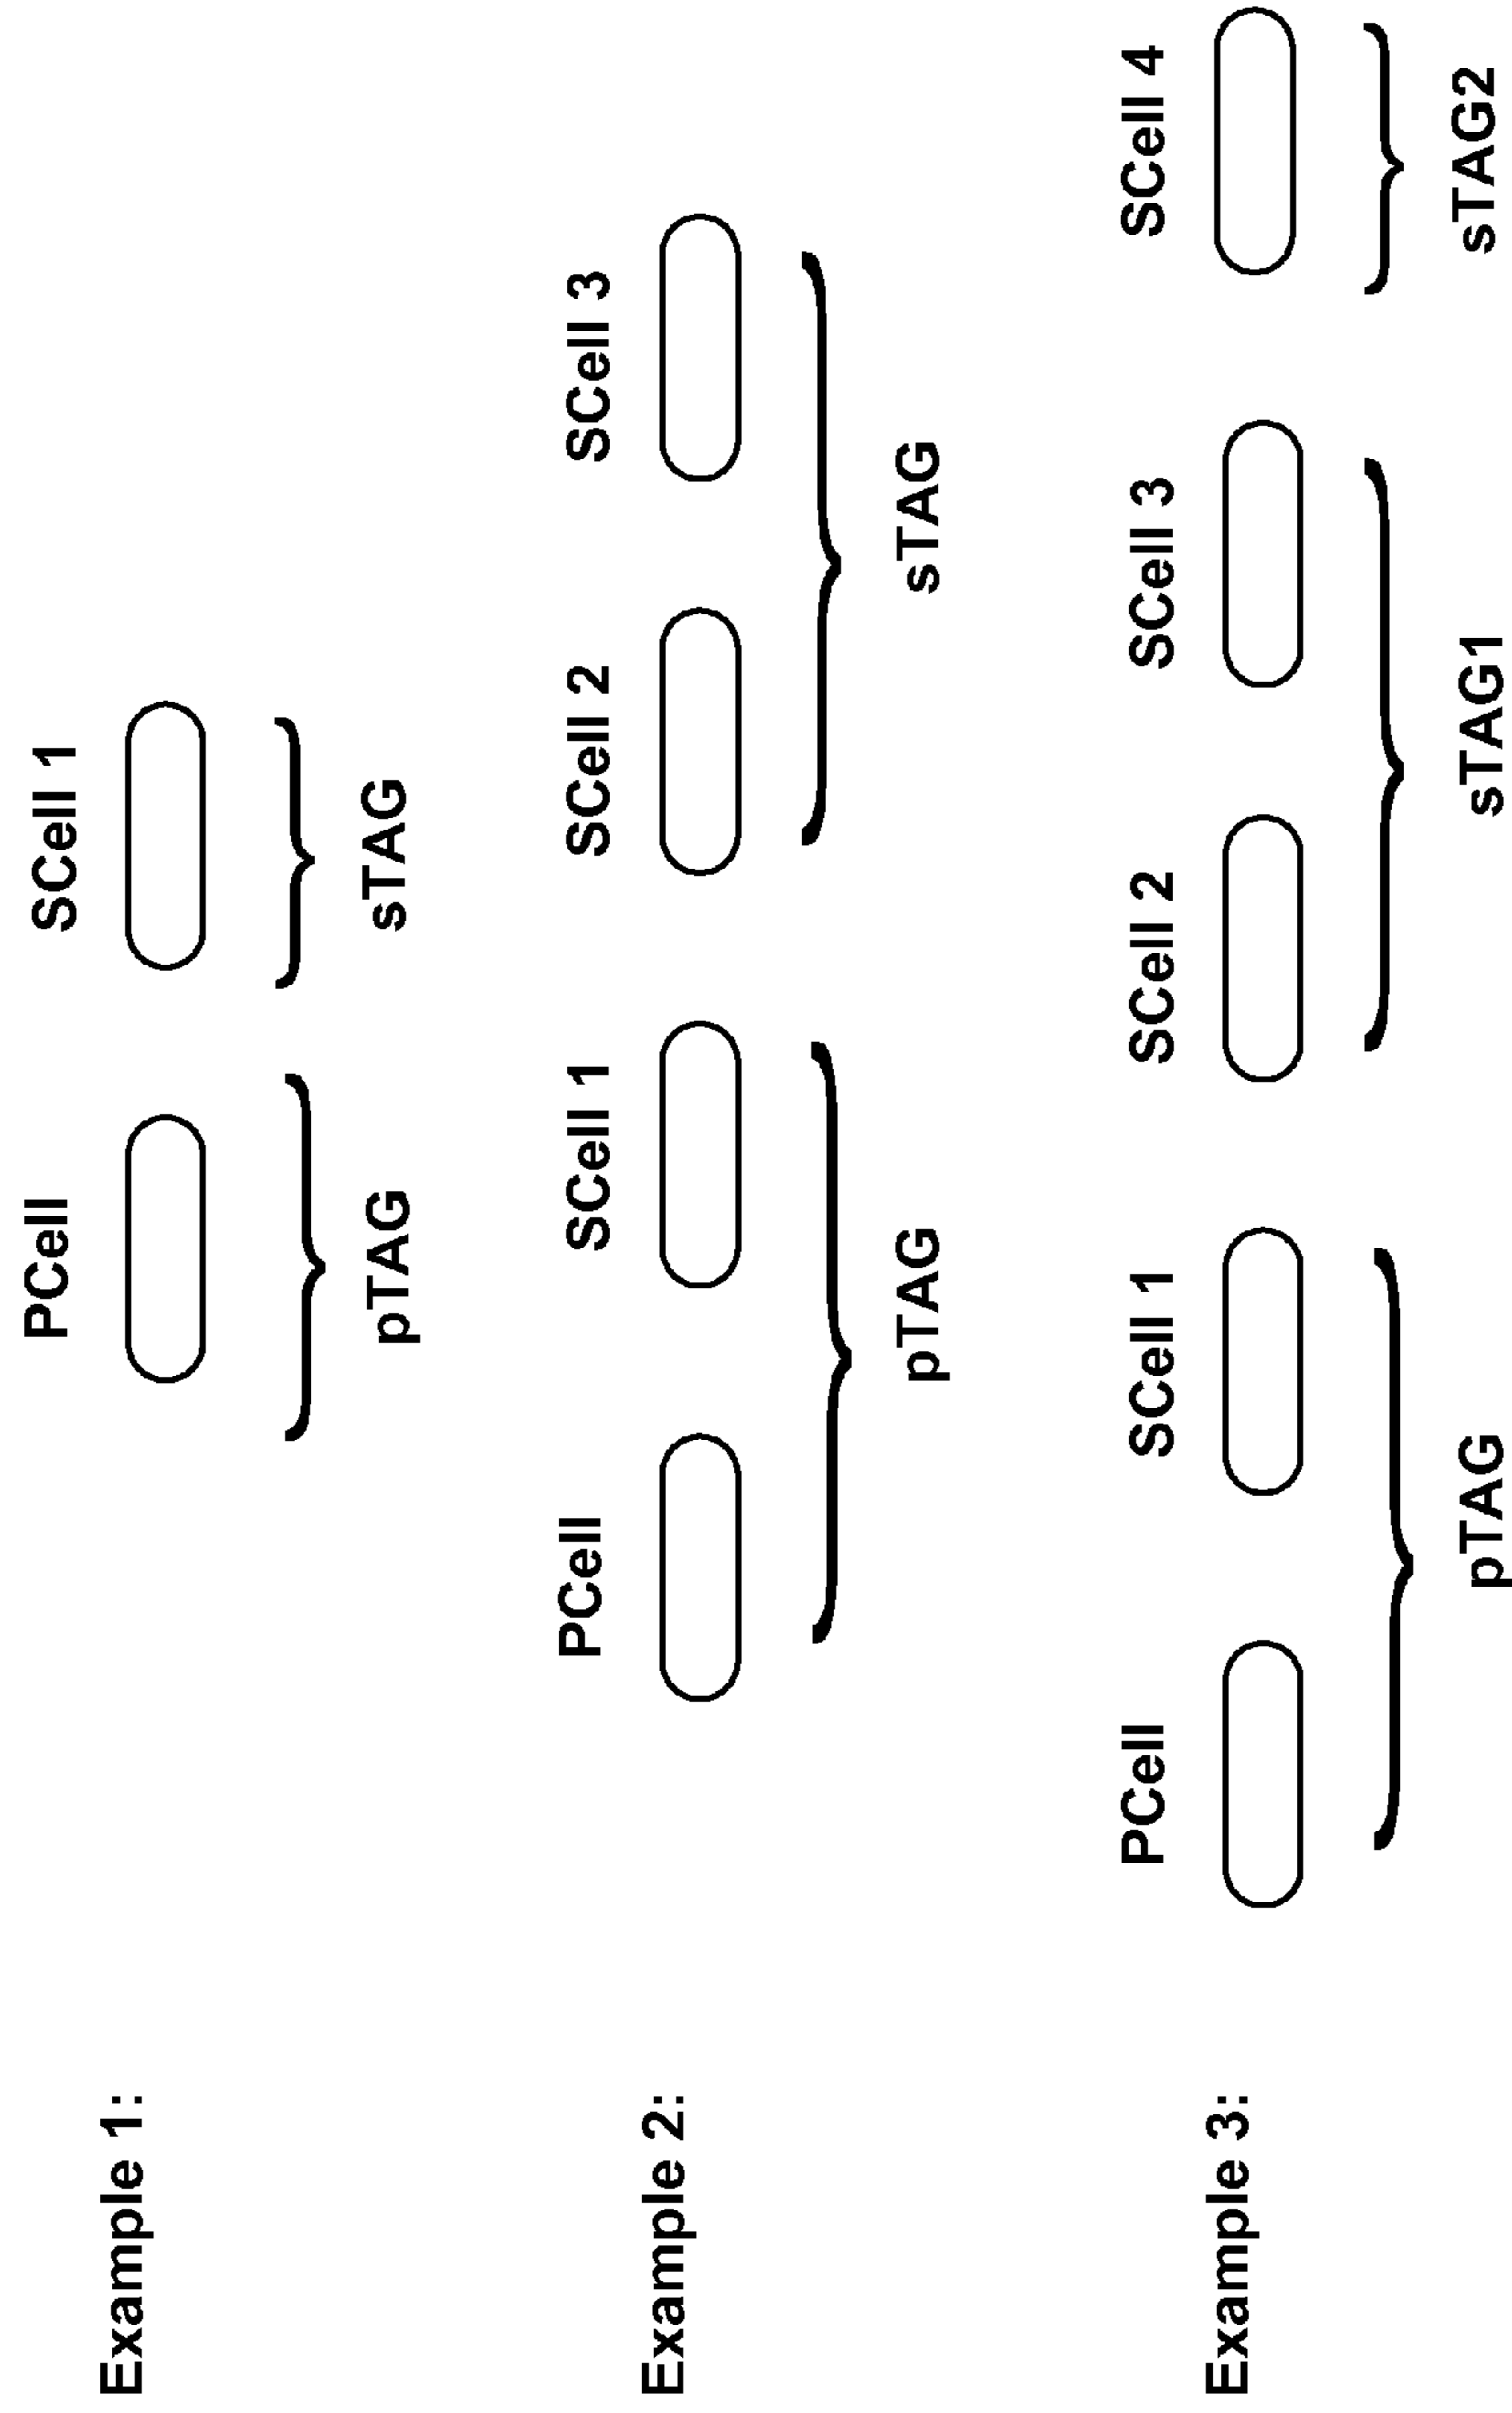 PCell SCell 1
Example 1:
pTAG sTAG
PCell SCell 1 SCell 2 SCell 3
Example 2:
pTAG sTAG
PCell SCell 1 SCell 2 SCell 3 SCell 4
Example 3:
pTAG sTAG1 sTAG2